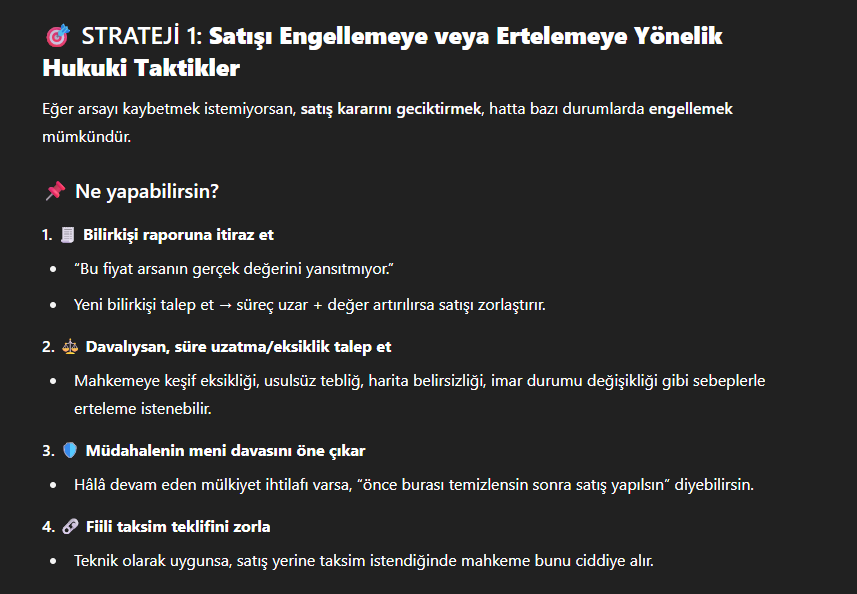 🎯 STRATEJİ 1: Satışı Engellemeye veya Ertelemeye Yönelik
Hukuki Taktikler
Eğer arsayı kaybetmek istemiyorsan, satış kararını geciktirmek, hatta bazı durumlarda engellemek
mümkündür.
📌 Ne yapabilirsin?
1. 🧾 Bilirkişi raporuna itiraz et
• “Bu fiyat arsanın gerçek değerini yansıtmıyor.”
• Yeni bilirkişi talep et → süreç uzar + değer artırılırsa satışı zorlaştırır.
2. ⚖️ Davalıysan, süre uzatma/eksiklik talep et
• Mahkemeye keşif eksikliği, usulsüz tebliğ, harita belirsizliği, imar durumu değişikliği gibi sebeplerle
erteleme istenebilir.
3. 🛡️ Müdahalenin meni davasını öne çıkar
• Hâlâ devam eden mülkiyet ihtilafı varsa, “önce burası temizlensin sonra satış yapılsın” diyebilirsin.
4. 🔗 Fiili taksim teklifini zorla
• Teknik olarak uygunsa, satış yerine taksim istendiğinde mahkeme bunu ciddiye alır.